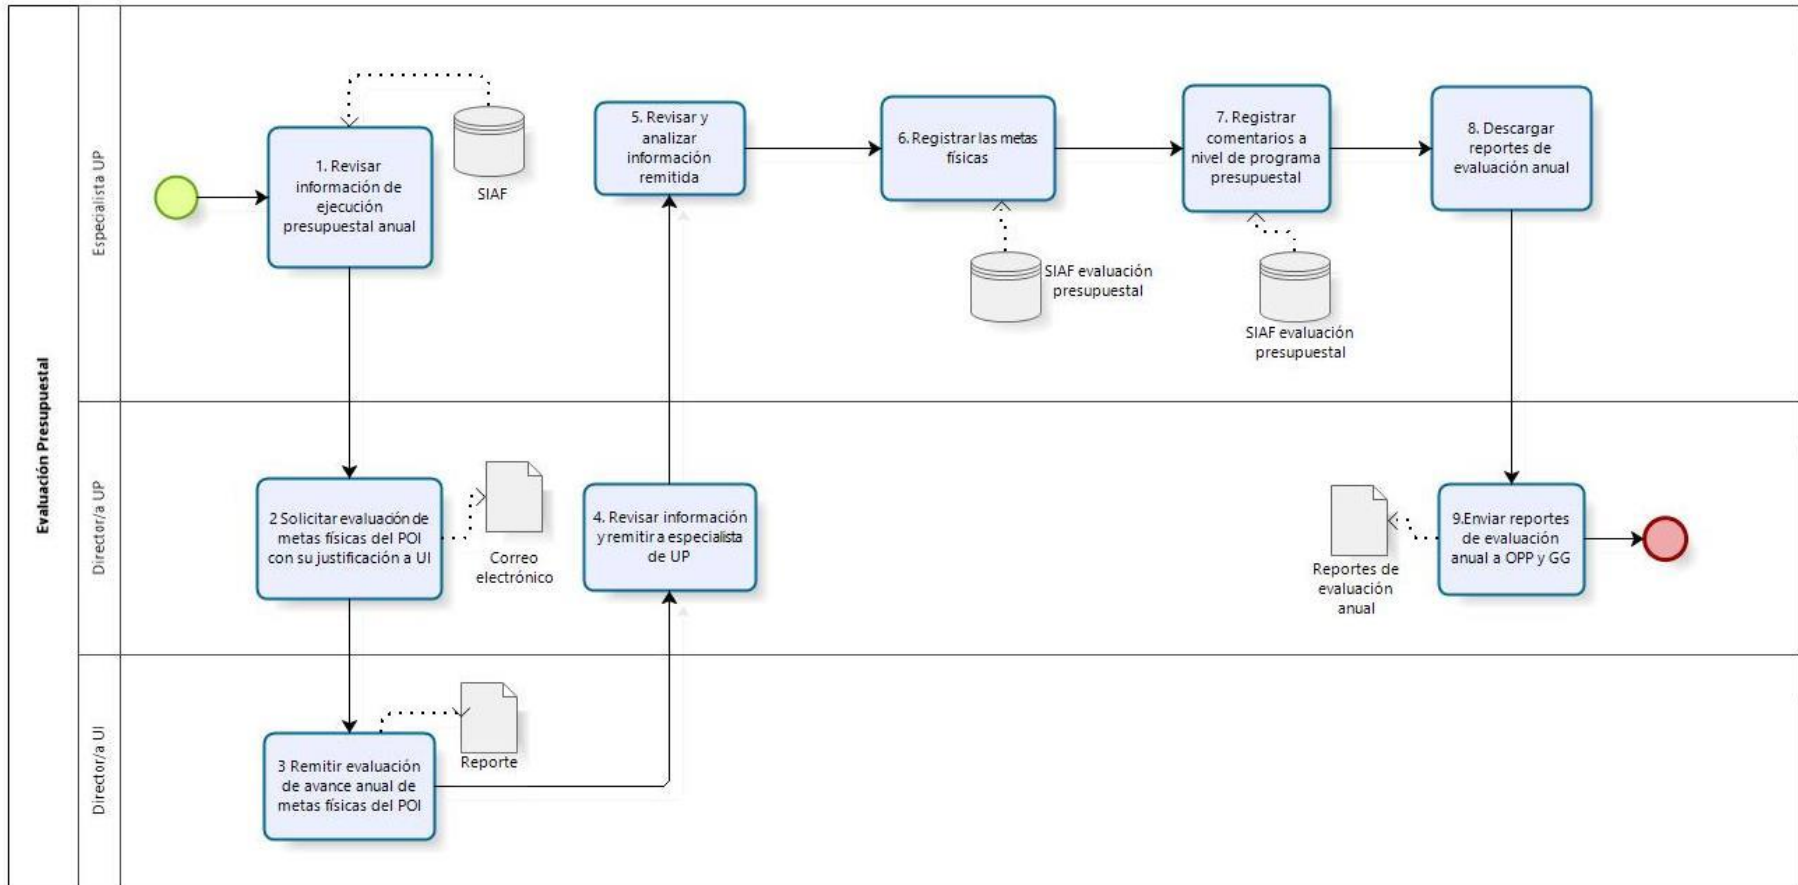 Evaluación Presupuestal
Especialista UP
1. Revisar
información de
ejecución
presupuestal anual
SIAF
5. Revisar y
analizar
información
remitida
6. Registrar las metas
físicas
SIAF evaluación
presupuestal
7. Registrar
comentarios a
nivel de programa
presupuestal
SIAF evaluación
presupuestal
8. Descargar
reportes de
evaluación anual
Director/a UP
2 Solicitar evaluación de
metas físicas del POI
con su justificación a UI
Correo
electrónico
4. Revisar información
y remitir a especialista
de UP
Reportes de
evaluación
anual
9.Enviar reportes
de evaluación
anual a OPP y GG
Director/a UI
3 Remitir evaluación
de avance anual de
metas físicas del POI
Reporte